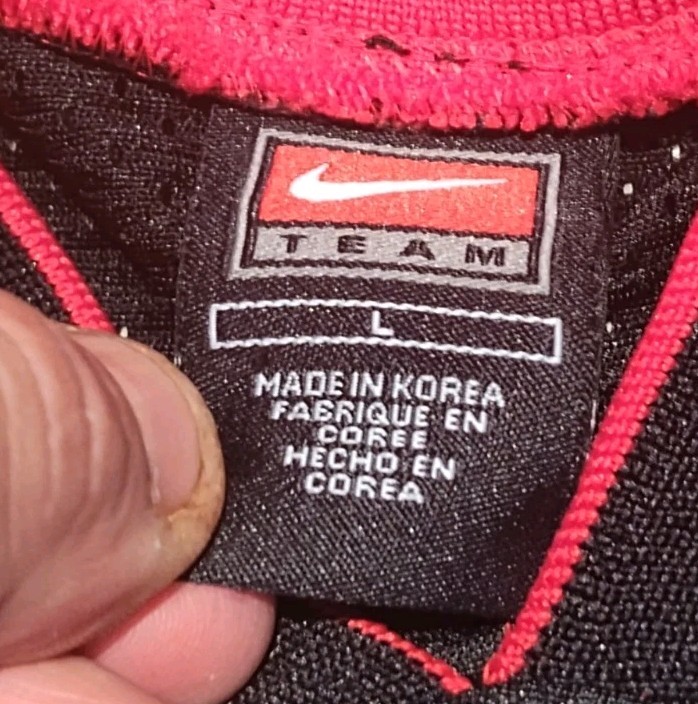 TEAM
L
MADE IN KOREA
FABRIQUE EN
COREE
HECHO EN
COREA